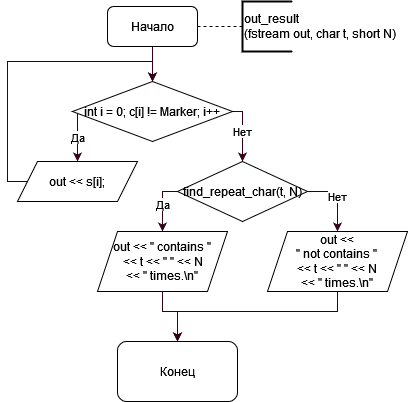 Начало
out_result
(fstream out, char t, short N)
int i = 0; c[i] != Marker; i++
Да
Нет
out << s[i];
find_repeat_char(t, N)
Да
Нет
out << " contains "
<< t << " " << N
<< " times.\n"
out <<
" not contains "
<< t << " " << N
<< " times.\n"
Конец